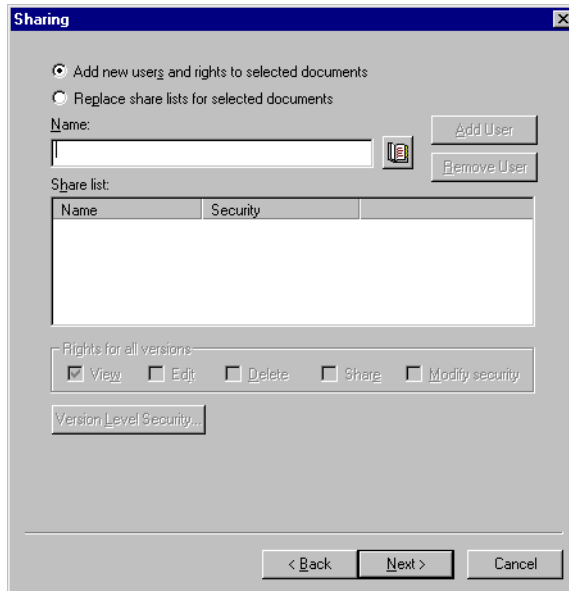 Sharing
Add new users and rights to selected documents
Replace share lists for selected documents
Name:
Add User
Remove User
Share list:
Name Security
Rights for all versions
View Edit Delete Share Modify security
Version Level Security...
< Back Next > Cancel